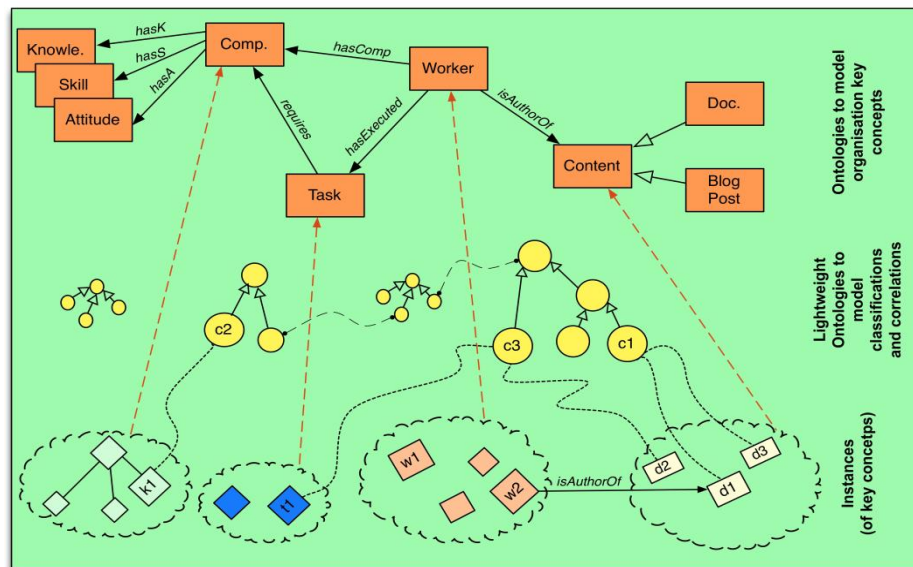 hasK
Knowle.
hasS
Comp.
hasComp
Worker
Skill
hasA
Attitude
requires
hasExecuted
isAuthorOf
Doc.
Content
Task
Blog
Post
Ontologies to model
organisation key
concepts
c2
c3
c1
Lightweight
Ontologies to
model
classifications
and correlations
k1
t1
w1
w2
isAuthorOf
d2
d3
d1
Instances
(of key concetps)